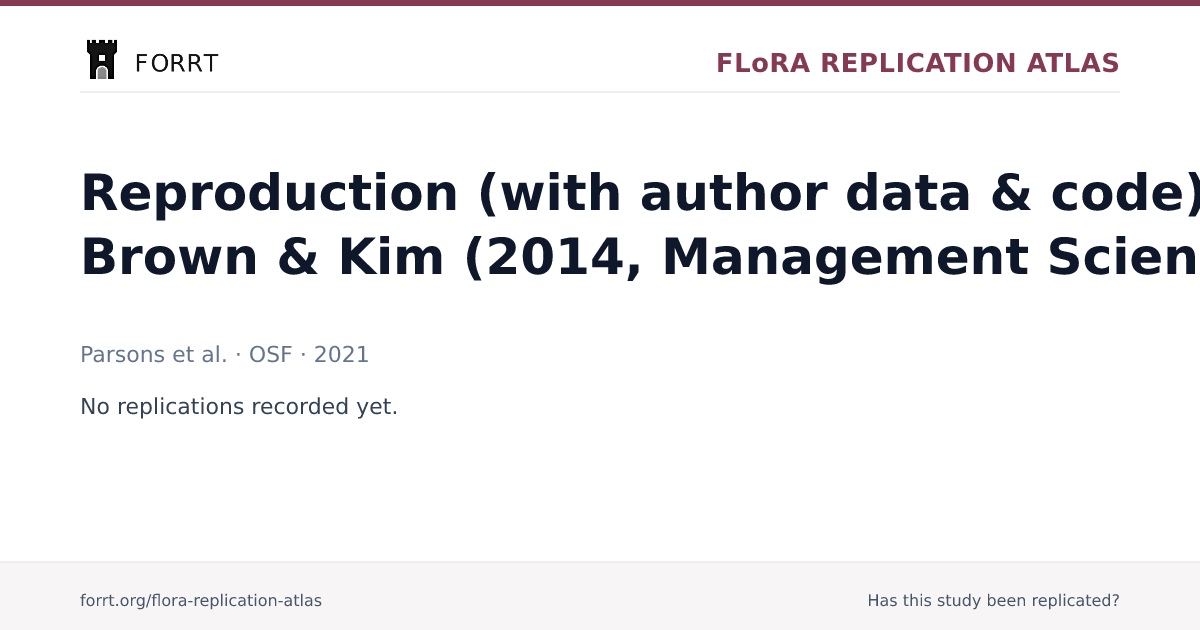 FORRT
FLoRA REPLICATION ATLAS
Reproduction (with author data & code)
Brown & Kim (2014, Management Scien
Parsons et al. · OSF · 2021
No replications recorded yet.
forrt.org/flora-replication-atlas
Has this study been replicated?